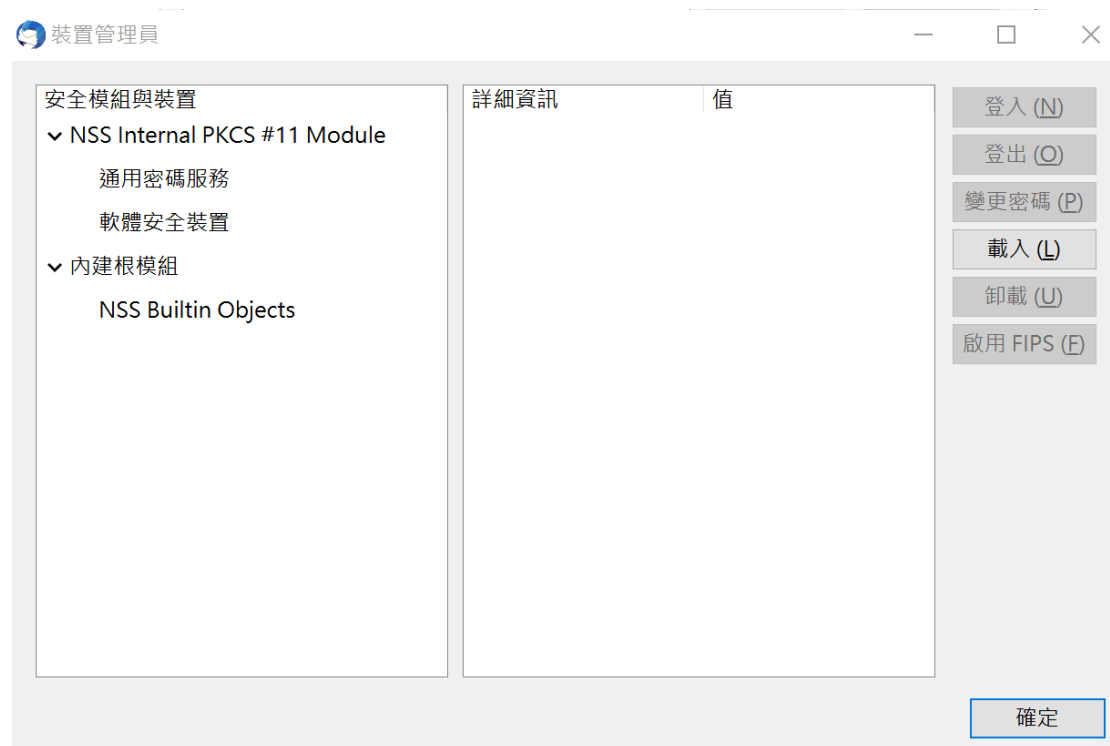 裝置管理員
安全模組與裝置
NSS Internal PKCS #11 Module
通用密碼服務
軟體安全裝置
內建根模組
NSS Builtin Objects
詳細資訊 值
登入 (N)
登出 (O)
變更密碼 (P)
載入 (L)
卸載 (U)
啟用 FIPS (F)
確定